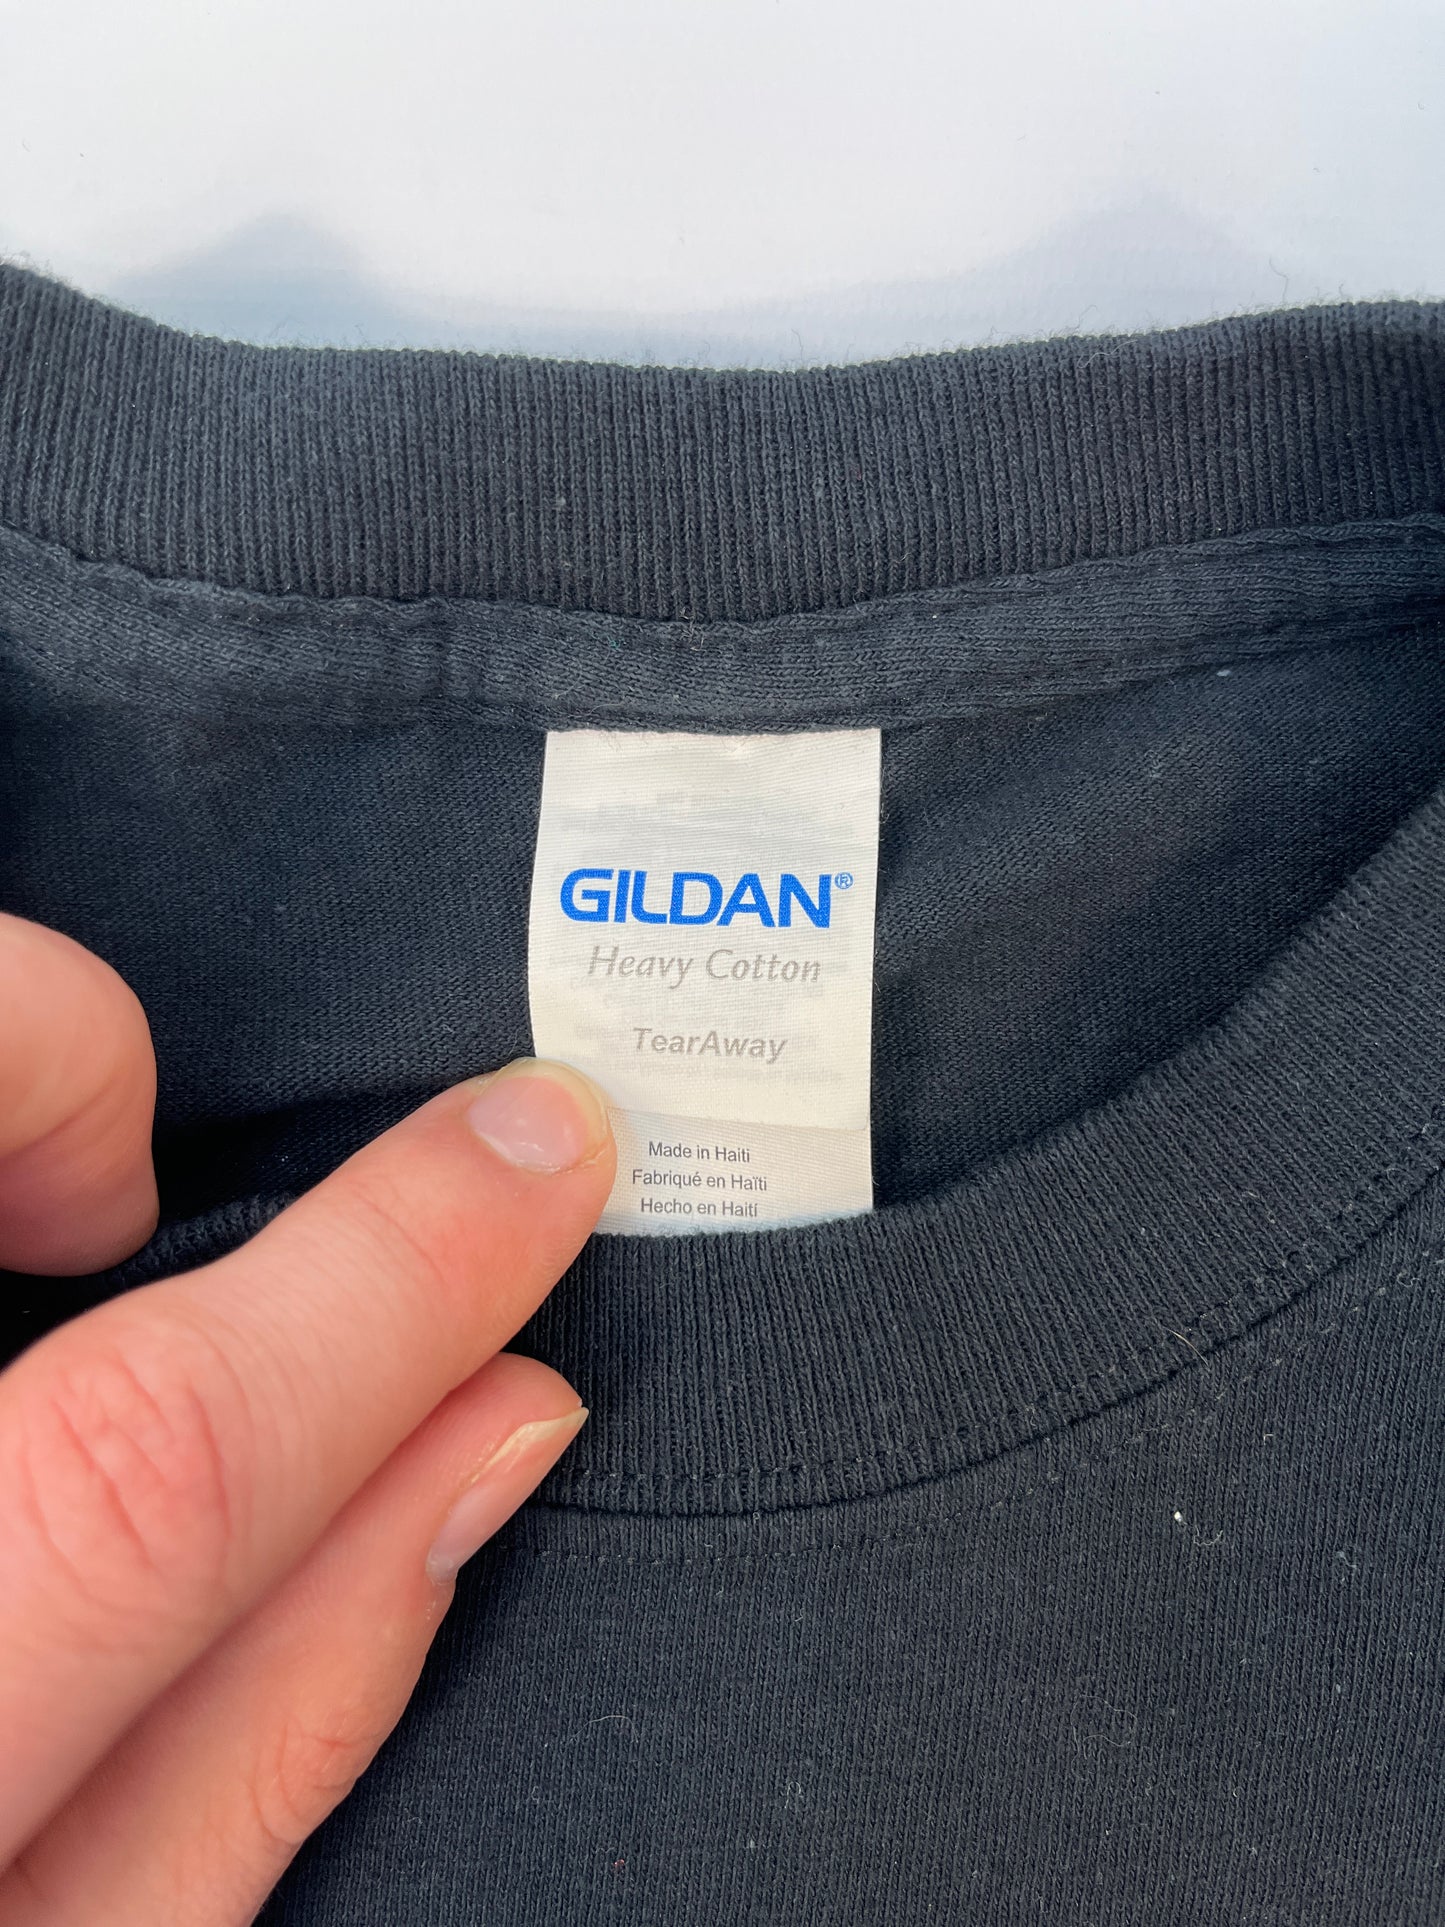 GILDAN®
Heavy Cotton
TearAway
Made in Haiti
Fabriqué en Haïti
Hecho en Haití